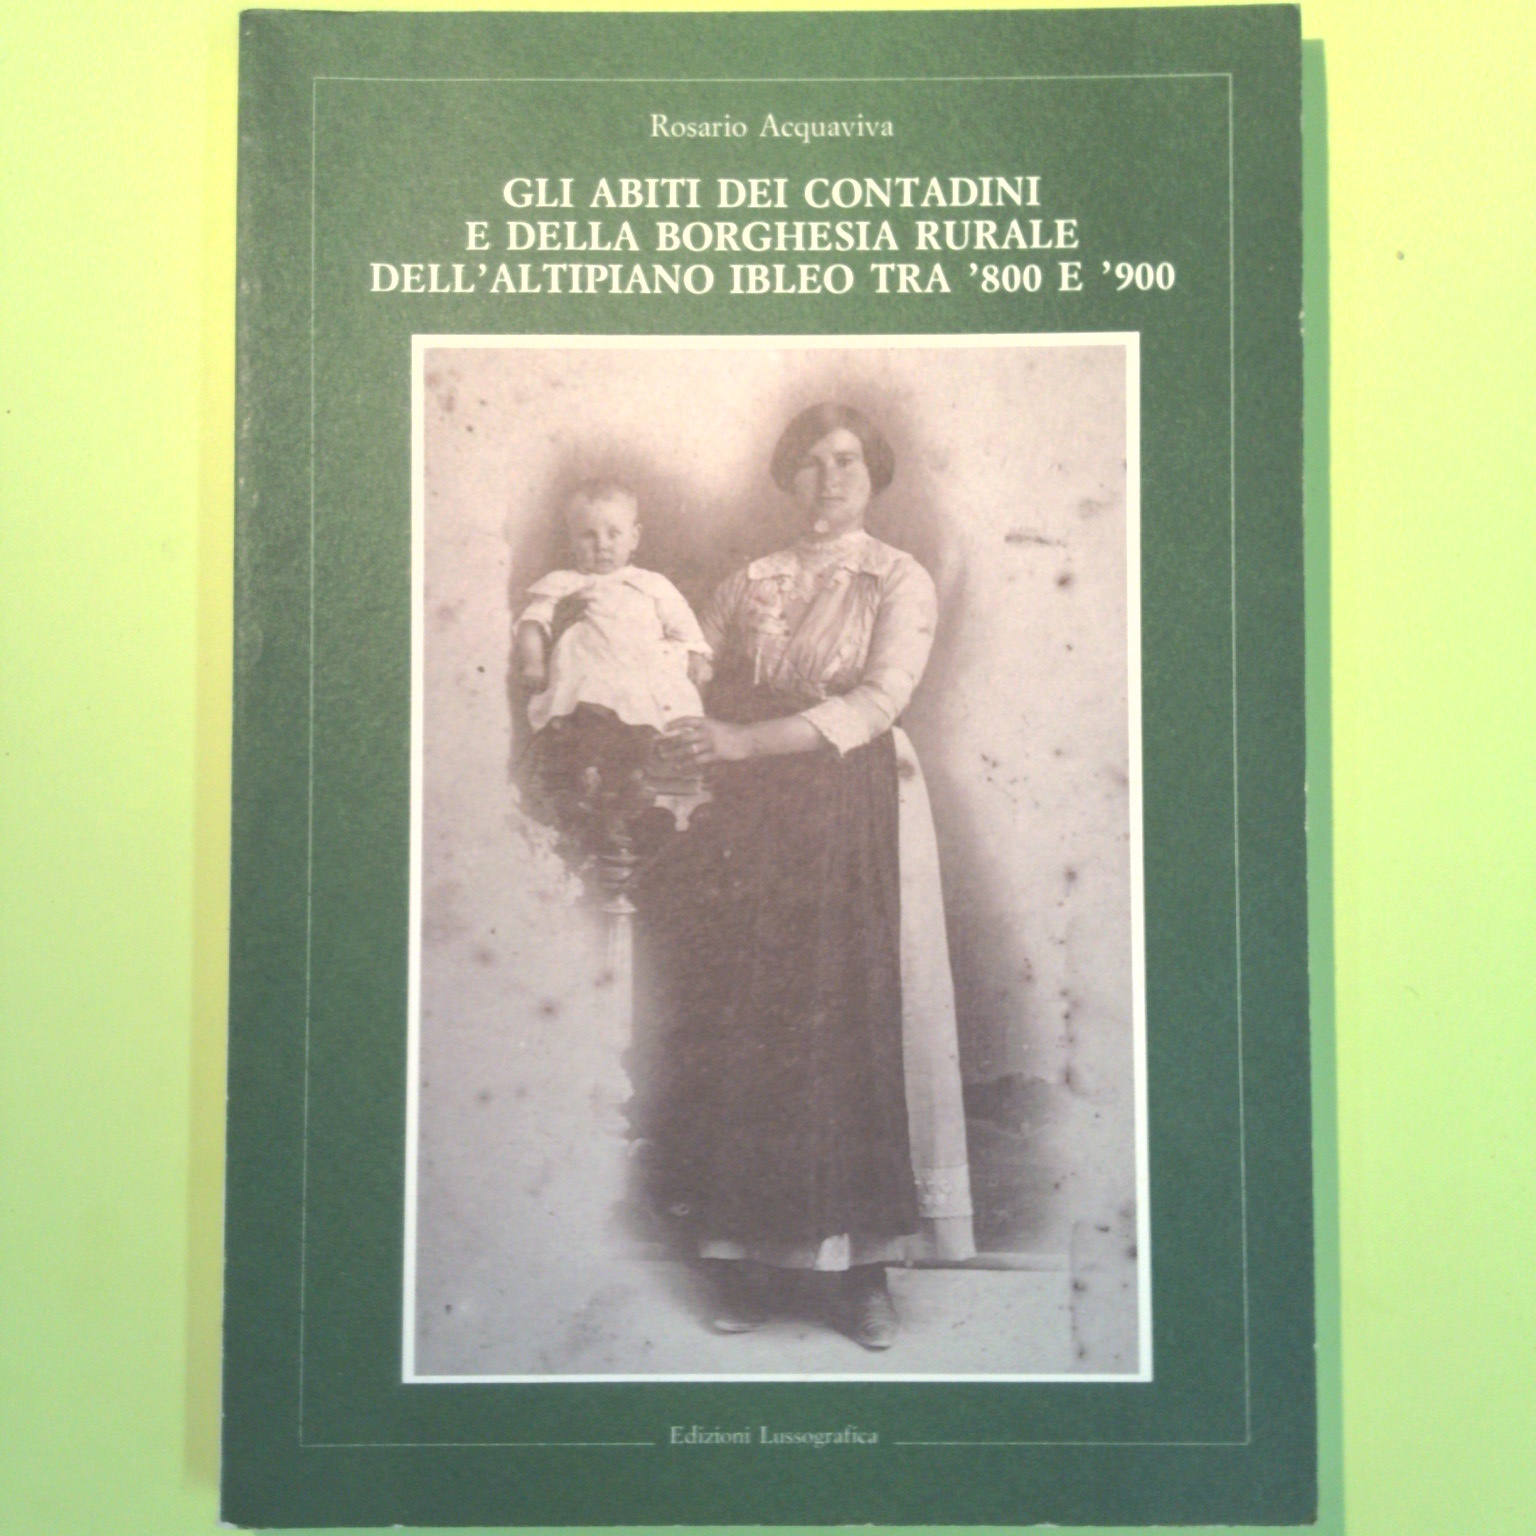 Rosario Acquaviva
GLI ABITI DEI CONTADINI
E DELLA BORGHESIA RURALE
DELL'ALTIPIANO IBLEO TRA '800 E '900
Edizioni Lussografica